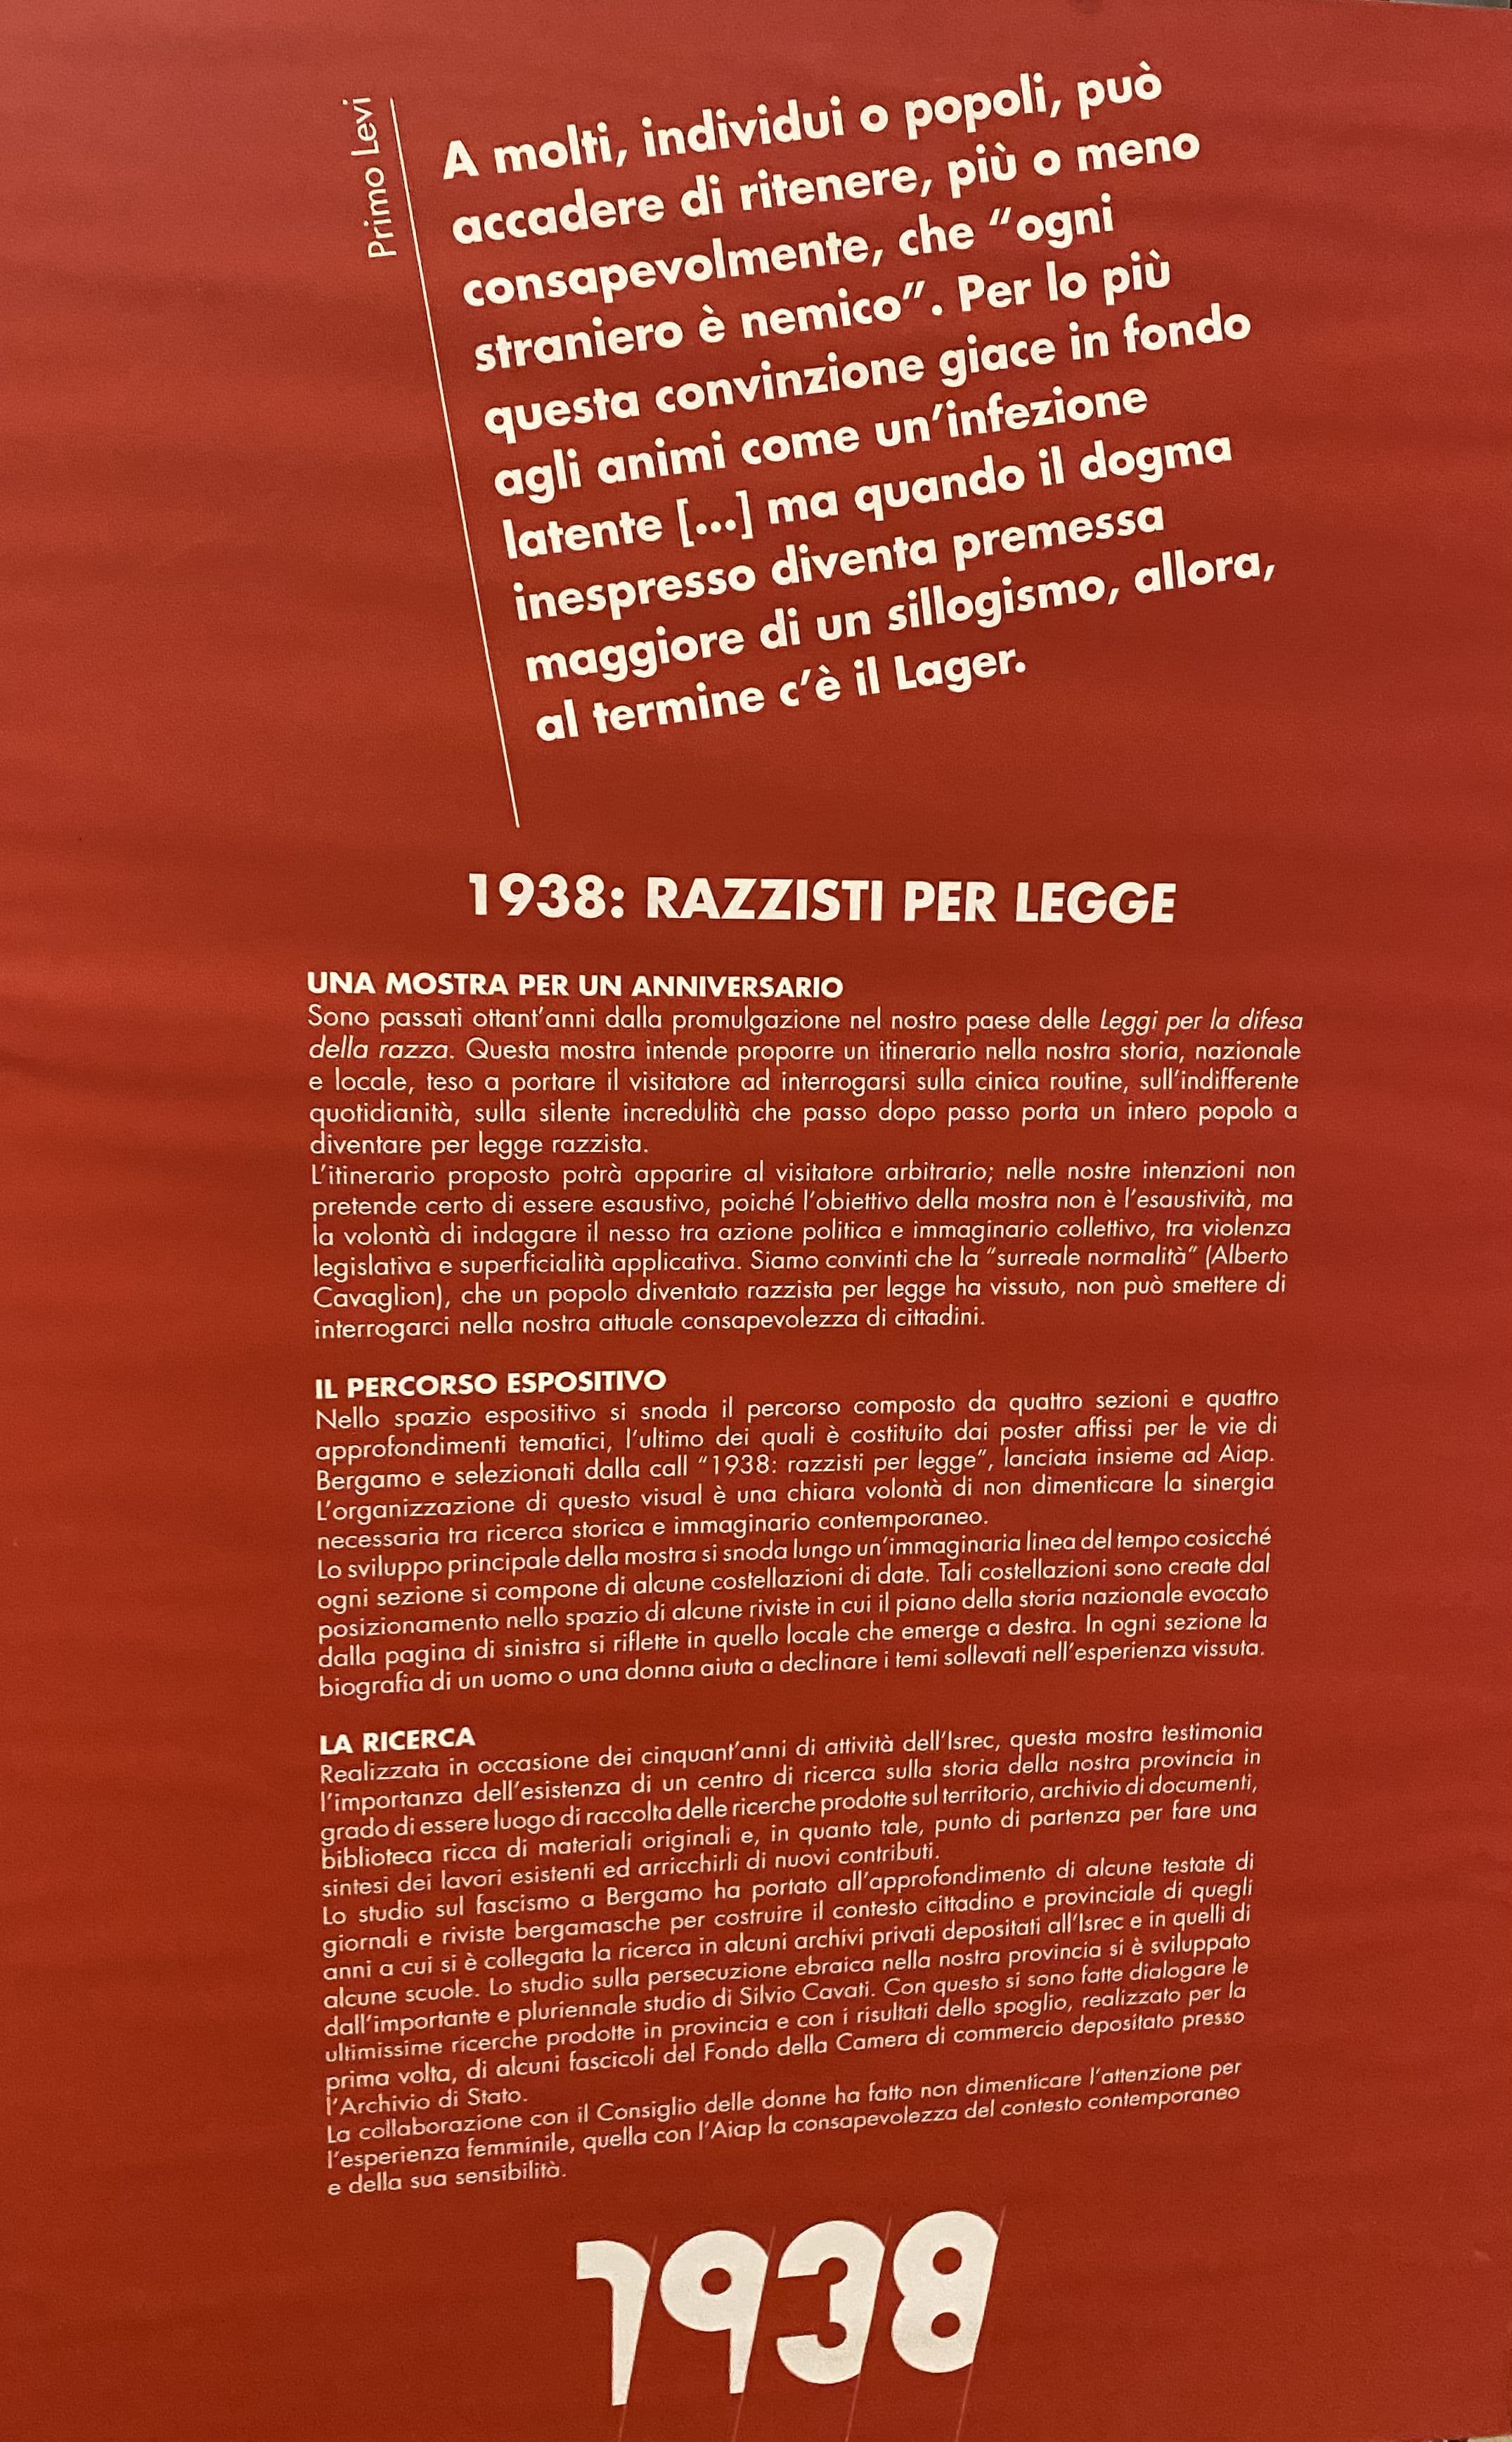 Primo Levi
A molti, individui o popoli, può
accadere di ritenere, più o meno
consapevolmente, che “ogni
straniero è nemico”. Per lo più
questa convinzione giace in fondo
agli animi come un’infezione
latente [...] ma quando il dogma
inespresso diventa premessa
maggiore di un sillogismo, allora,
al termine c’è il Lager.
1938: RAZZISTI PER LEGGE
UNA MOSTRA PER UN ANNIVERSARIO
Sono passati ottant’anni dalla promulgazione nel nostro paese delle Leggi per la difesa
della razza. Questa mostra intende proporre un itinerario nella nostra storia, nazionale
e locale, teso a portare il visitatore ad interrogarsi sulla cinica routine, sull’indifferente
quotidianità, sulla silente incredulità che passo dopo passo porta un intero popolo a
diventare per legge razzista.
L’itinerario proposto potrà apparire al visitatore arbitrario; nelle nostre intenzioni non
pretende certo di essere esaustivo, poiché l’obiettivo della mostra non è l’esaustività, ma
la volontà di indagare il nesso tra azione politica e immaginario collettivo, tra violenza
legislativa e superficialità applicativa. Siamo convinti che la “surreale normalità” (Alberto
Cavaglion), che un popolo diventato razzista per legge ha vissuto, non può smettere di
interrogarci nella nostra attuale consapevolezza di cittadini.
IL PERCORSO ESPOSITIVO
Nello spazio espositivo si snoda il percorso composto da quattro sezioni e quattro
approfondimenti tematici, l’ultimo dei quali è costituito dai poster affissi per le vie di
Bergamo e selezionati dalla call “1938: razzisti per legge”, lanciata insieme ad Aiap.
L’organizzazione di questo visual è una chiara volontà di non dimenticare la sinergia
necessaria tra ricerca storica e immaginario contemporaneo.
Lo sviluppo principale della mostra si snoda lungo un’immaginaria linea del tempo cosicché
ogni sezione si compone di alcune costellazioni di date. Tali costellazioni sono create dal
posizionamento nello spazio di alcune riviste in cui il piano della storia nazionale evocato
dalla pagina di sinistra si riflette in quello locale che emerge a destra. In ogni sezione la
biografia di un uomo o una donna aiuta a declinare i temi sollevati nell’esperienza vissuta.
LA RICERCA
Realizzata in occasione dei cinquant’anni di attività dell’Isrec, questa mostra testimonia
l’importanza dell’esistenza di un centro di ricerca sulla storia della nostra provincia in
grado di essere luogo di raccolta delle ricerche prodotte sul territorio, archivio di documenti,
biblioteca ricca di materiali originali e, in quanto tale, punto di partenza per fare una
sintesi dei lavori esistenti ed arricchirli di nuovi contributi.
Lo studio sul fascismo a Bergamo ha portato all’approfondimento di alcune testate di
giornali e riviste bergamasche per costruire il contesto cittadino e provinciale di quegli
anni a cui si è collegata la ricerca in alcuni archivi privati depositati all’Isrec e in quelli di
alcune scuole. Lo studio sulla persecuzione ebraica nella nostra provincia si è sviluppato
dall’importante e pluriennale studio di Silvio Cavati. Con questo si sono fatte dialogare le
ultimissime ricerche prodotte in provincia e con i risultati dello spoglio, realizzato per la
prima volta, di alcuni fascicoli del Fondo della Camera di commercio depositato presso
l’Archivio di Stato.
La collaborazione con il Consiglio delle donne ha fatto non dimenticare l’attenzione per
l’esperienza femminile, quella con l’Aiap la consapevolezza del contesto contemporaneo
e della sua sensibilità.
1938